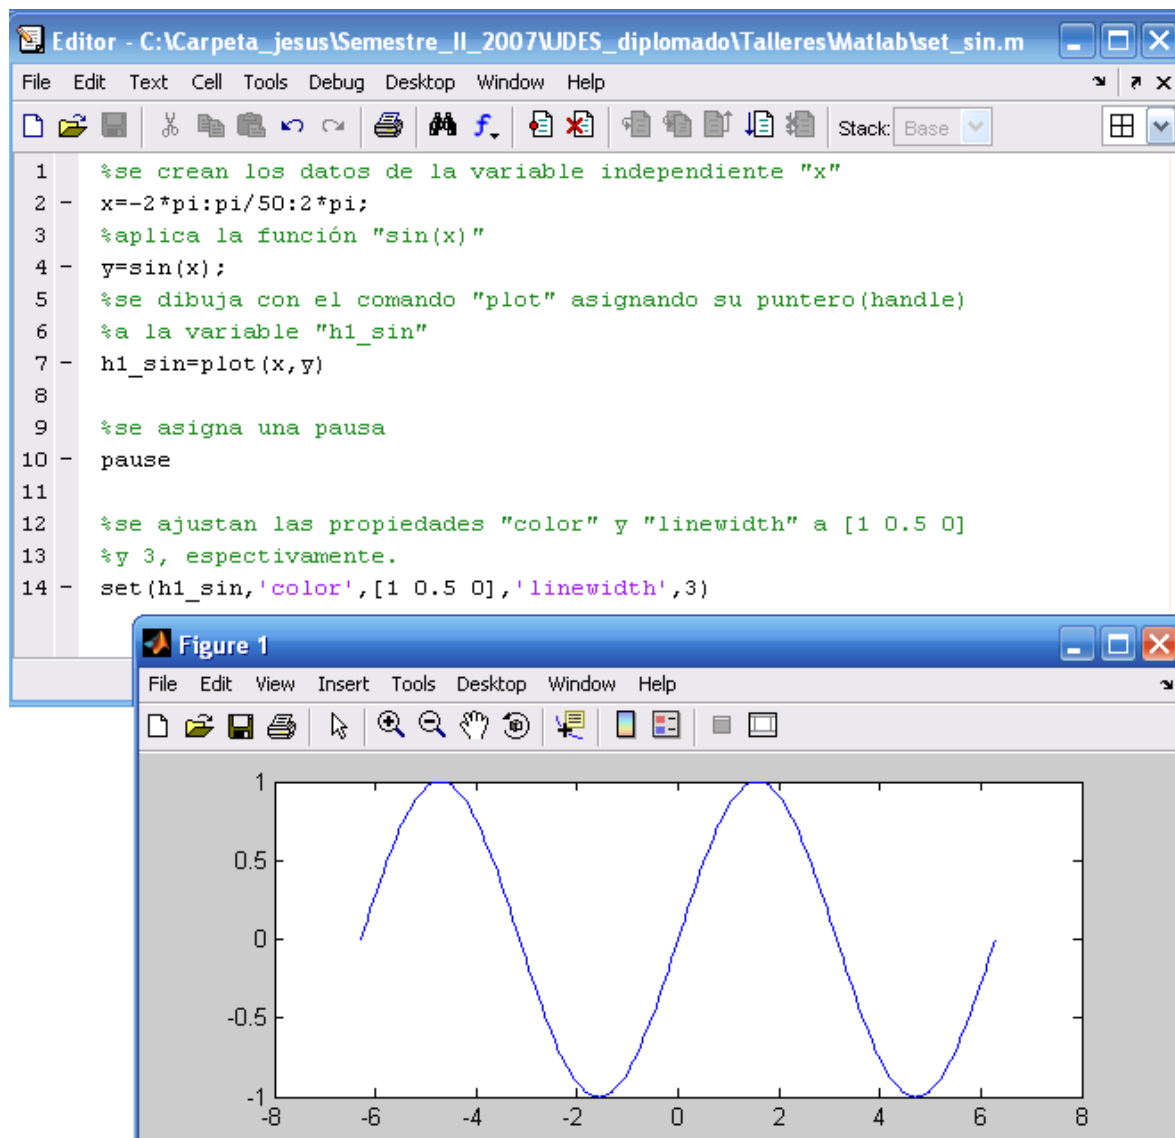 Editor - C:\Carpeta_jesus\Semestre_II_2007\UDES_diplomado\Talleres\Matlab\set_sin.m
File Edit Text Cell Tools Debug Desktop Window Help
Stack: Base
1 %se crean los datos de la variable independiente "x"
2 - x=-2*pi:pi/50:2*pi;
3 %aplica la función "sin(x)"
4 - y=sin(x);
5 %se dibuja con el comando "plot" asignando su puntero(handle)
6 %a la variable "h1_sin"
7 - h1_sin=plot(x,y)
8
9 %se asigna una pausa
10 - pause
11
12 %se ajustan las propiedades "color" y "linewidth" a [1 0.5 0]
13 %y 3, espectivamente.
14 - set(h1_sin,'color',[1 0.5 0],'linewidth',3)
Figure 1
File Edit View Insert Tools Desktop Window Help
1
0.5
0
-0.5
-1
-8 -6 -4 -2 0 2 4 6 8